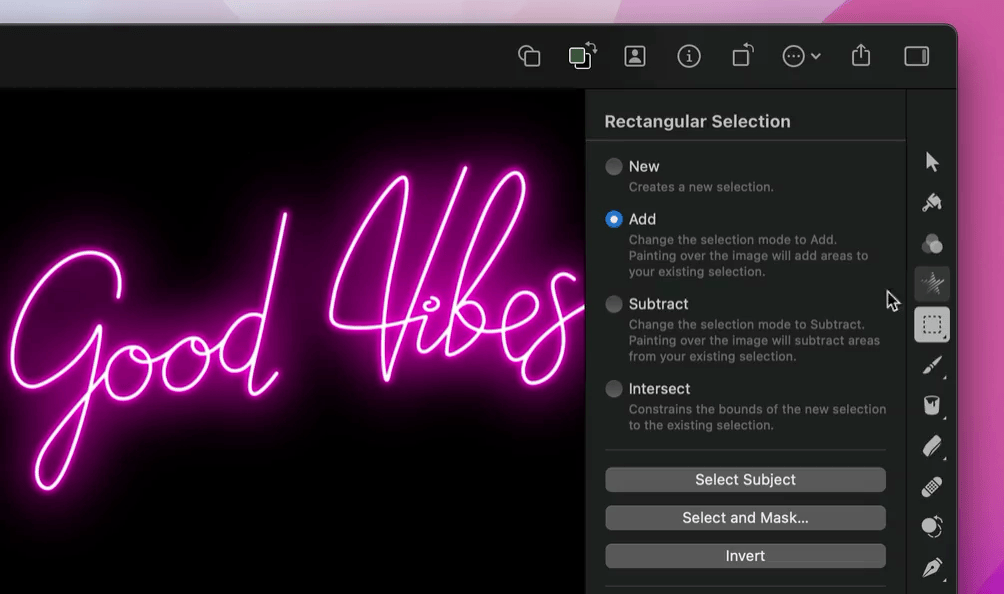 Rectangular Selection
New
Creates a new selection.
Add
Change the selection mode to Add.
Painting over the image will add areas to
your existing selection.
Good Vibes
Subtract
Change the selection mode to Subtract.
Painting over the image will subtract areas
from your existing selection.
Intersect
Constrains the bounds of the new selection
to the existing selection.
Select Subject
Select and Mask...
Invert